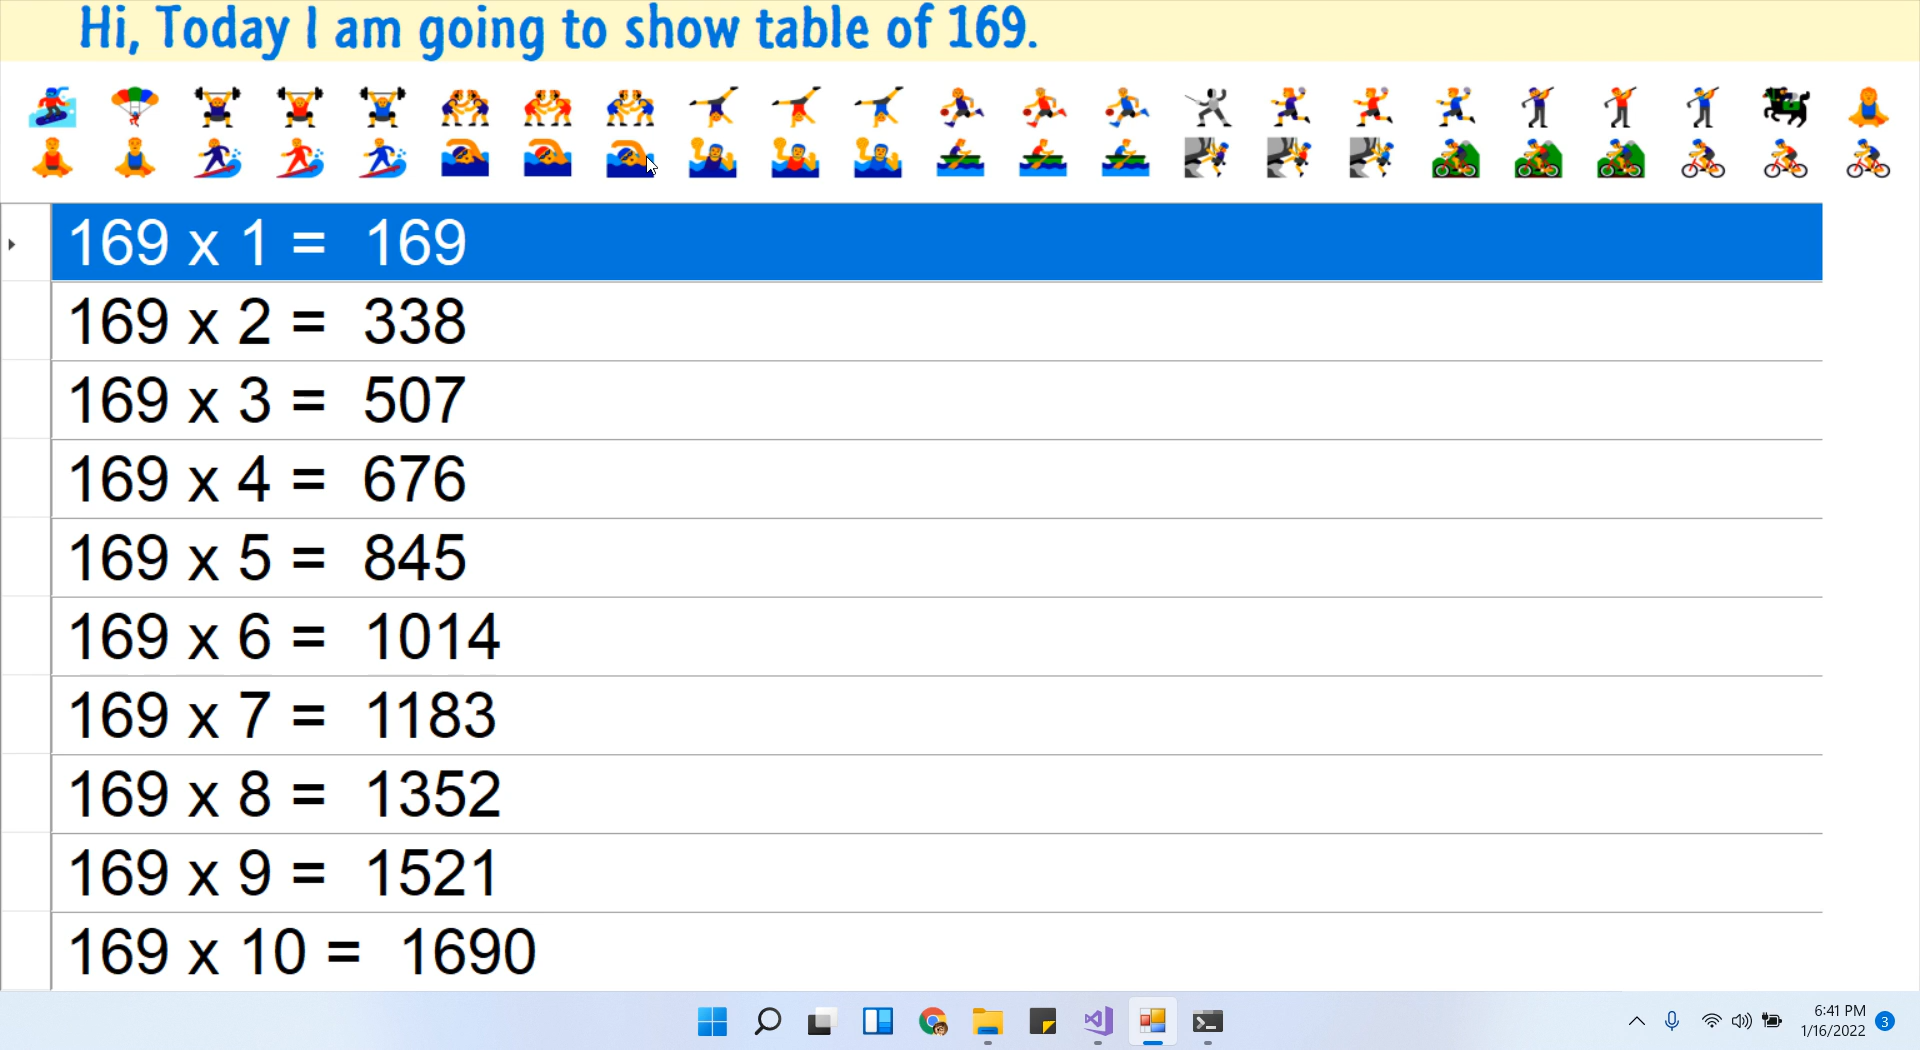 Hi, Today I am going to show table of 169.
169 x 1 = 169
169 x 2 = 338
169 x 3 = 507
169 x 4 = 676
169 x 5 = 845
169 x 6 = 1014
169 x 7 = 1183
169 x 8 = 1352
169 x 9 = 1521
169 x 10 = 1690
6:41 PM
1/16/2022
3